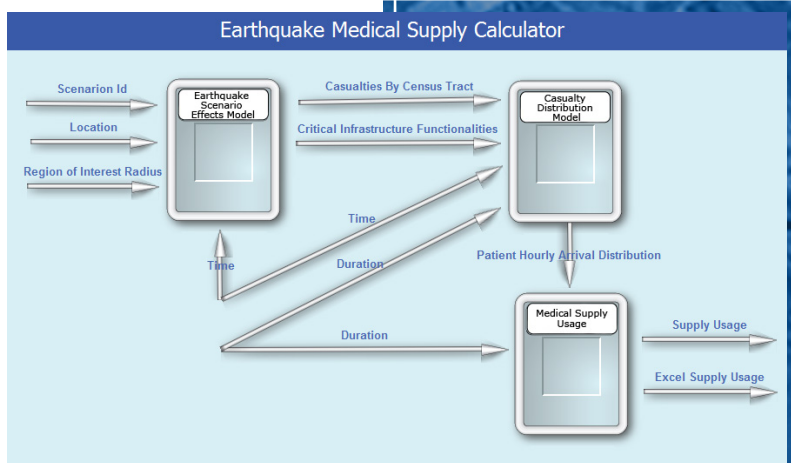 Earthquake Medical Supply Calculator
Scenarion Id
Location
Region of Interest Radius
Earthquake
Scenario
Effects Model
Casualties By Census Tract
Critical Infrastructure Functionalities
Casualty
Distribution
Model
Time
Time
Duration
Patient Hourly Arrival Distribution
Duration
Medical Supply
Usage
Supply Usage
Excel Supply Usage